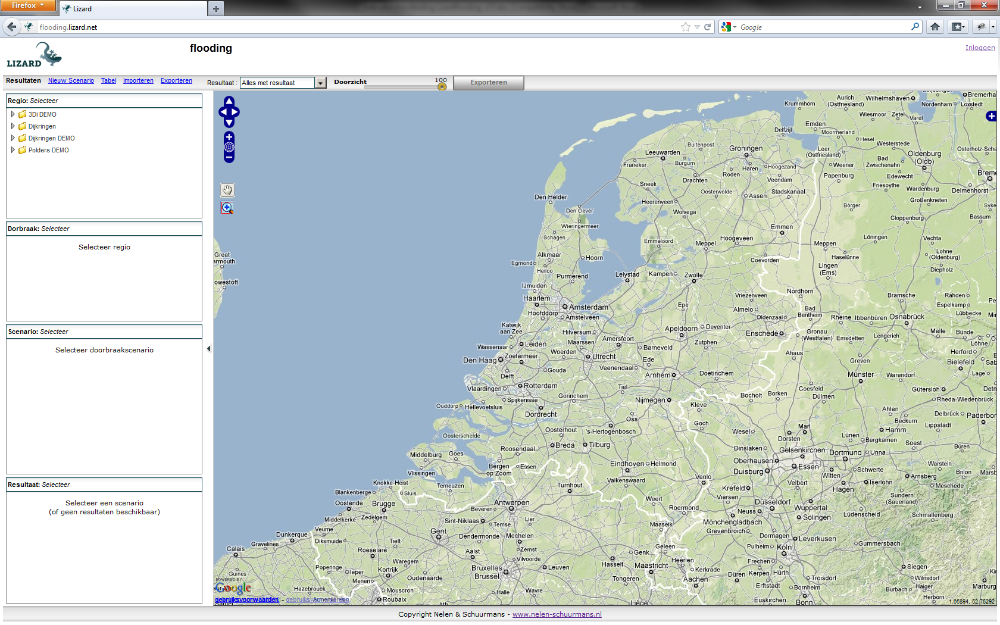 Firefox
Lizard
flooding.lizard.net
Google
LIZARD
flooding
Inloggen
Resultaten Nieuw Scenario Tabel Importeren Exporteren
Resultaat : Alles met resultaat
Doorzicht 100
Exporteren
Regio: Selecteer
3Di DEMO
Dijkringen
Dijkringen DEMO
Polders DEMO
Dorbraak: Selecteer
Selecteer regio
Scenario: Selecteer
Selecteer doorbraakscenario
Resultaat: Selecteer
Selecteer een scenario
(of geen resultaten beschikbaar)
Krummhörn
Aurich
(Ostfriesland)
Wilhelmshaven
Bremerha
Nordenham
Loxstedt
Wiesmoor
Zetel
Varel
Emden
Delfzijl
Moormerland
Hesel
Westerstede
Leer
(Ostfriesland)
Osterholz-Scha
Oldenburg
(Oldb)
Buitenpost
Groningen
Leeuwarden
Franeker
Burgum
Haren
Hoogezand
Bad
Zwischenahn
Weener
Papenburg
Edewecht
Breme
Drachten
Roden
Veendam
Friesoythe
Wardenburg
Delmenhorst
Sneek
Oosterwolde
Assen
Stadskanaal
Großenkneten
Den Helder
Heerenveen
Börger
Syke
Den Oever
Wolvega
Cloppenburg
Bassum
Wieringermeer
Emmen
Schagen
Emmeloord
Meppel
Hoogeveen
Meppen
Löningen
Vechta
Great
armouth
Alkmaar
Hoorn
Coevorden
Haselünne
Lohne
(Oldenburg)
Egmond
Heiloo
Lingen
(Ems)
Diepholz
owestoft
Purmerend
Lelystad
Kampen
Zwolle
IJmuiden
Nordhorn
Haarlem
Vriezenveen
Bramsche
Rahden
Amsterdam
Epe
Almelo
Bad
Bentheim
Espelkamp
Hoofddorp
Amstelveen
Oldenzaal
Rheine
Ibbenbüren
Osnabrück
Lübbecke
Katwijk
aan Zee
Hilversum
Apeldoorn
Deventer
Enschede
Gronau
(Westfalen)
Emsdetten
Lengerich
Melle
Bünde
Löhne
Wassenaar
Leiden
Maarssen
Amersfoort
Barneveld
Zutphen
Ahaus
Herford
Zoetermeer
Woerden
Den Haag
Utrecht
Ede
Greven
Bielefeld
Salz
Delft
Gouda
Veenendaal
Arnhem
Doetinchem
Münster
Warendorf
Lage
Vlaardingen
Rotterdam
Tiel
Coesfeld
Gütersloh
Detm
Spijkenisse
Gorinchem
Nijmegen
Bocholt
Borken
Dülmen
Rheda-Wiedenbrück
Ouddorp
Hellevoetsluis
Dordrecht
Kleve
Ahlen
Delbrück
Paderbor
Oss
Goch
Beckum
Oosterhout
's-Hertogenbosch
Marl
Hamm
Lippstadt
Oosterschelde
Wesel
Dorsten
Lünen
Bergkamen
Roosendaal
Breda
Tilburg
Dinslaken
Gelsenkirchen
Soest
Büren
Middelburg
Goes
Oberhausen
Dortmund
Unna
Bergen
op Zoom
Essen
Eindhoven
Helmond
Duisburg
Essen
Witten
Schwerte
Warstein
Brilon
Marsb
Vlissingen
Valkenswaard
Venlo
Velbert
Iserlohn
Arnsberg
Knokke-Heist
Terneuzen
Turnhout
Krefeld
Hagen
Meschede
Blankenberge
Sluis
Viersen
Sundern
(Sauerland)
Oostende
Brugge
Antwerpen
Weert
Düsseldorf
Wuppertal
Beveren
Roermond
Neuss
Lüdenscheid
Schmallenberg
Middelkerke
Zedelgem
Sint-Niklaas
Lier
Mönchengladbach
Solingen
Veurne
Gent
Temse
Maaseik
Grevenbroich
Dunkerque
Dendermonde
Mechelen
Dormagen
Leverkusen
Diksmuide
Tielt
Gravelines
Calais
Roeselare
Aalst
Zemst
Genk
Geleen
Pulheim
Köln
Gummersbach
Waregem
Vilvoorde
Hasselt
Heerlen
Frechen
Poperinge
Ieper
Kortrijk
Bruxelles
Brussel
Leuven
Maastricht
Kerkrade
Düren
Kerpen
Hürth
Siegen
Guines
Menen
Oudenaarde
Tongeren
Aachen
Troisdorf
Wilnsdorf
Hazebrouck
Mouscron
Halle
Wavre
Erftstadt
Bornheim
Burbach
Haiger
Marburg
Armentières
Roubaix
Liège
Euskirchen
Bonn
Herborn
POWERED BY
Google
gebruiksvoorwaarden
1.65894, 52.75292
Copyright Nelen & Schuurmans - www.nelen-schuurmans.nl